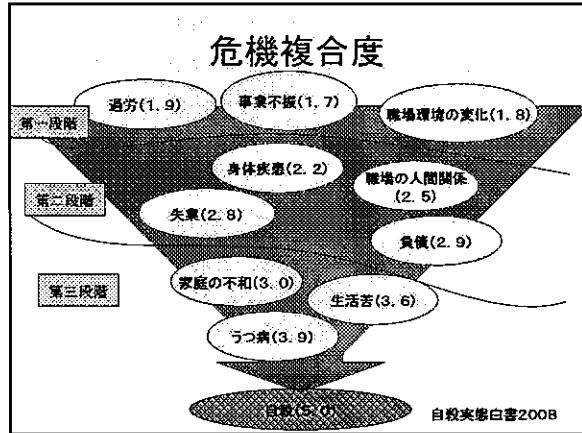 危機複合度
過労(1.9)
事業不振(1.7)
職場環境の変化(1.8)
第一段階
身体疾患(2.2)
職場の人間関係
(2.5)
第二段階
失業(2.8)
負債(2.9)
家庭の不和(3.0)
第三段階
生活苦(3.6)
うつ病(3.9)
自殺(5.0)
自殺実態白書2008